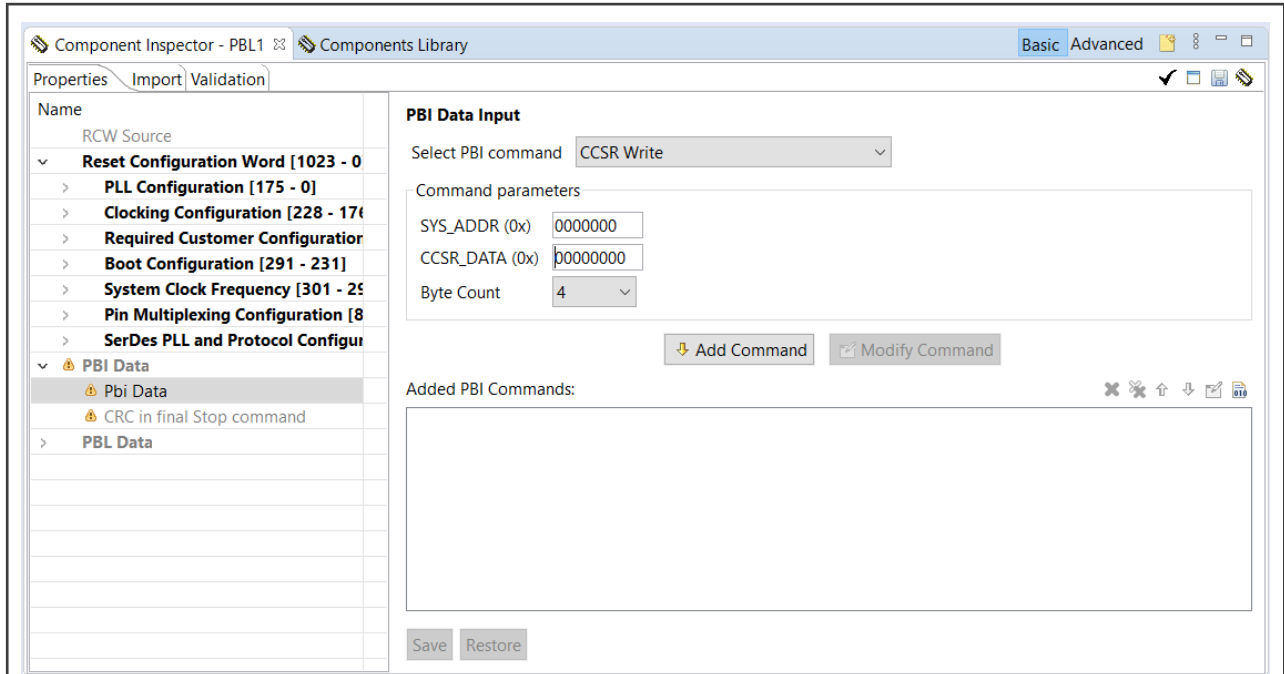 Component Inspector - PBL1 Components Library Basic Advanced
Properties Import Validation
Name
RCW Source
Reset Configuration Word [1023 - 0
PLL Configuration [175 - 0]
Clocking Configuration [228 - 176
Required Customer Configuration
Boot Configuration [291 - 231]
System Clock Frequency [301 - 29
Pin Multiplexing Configuration [8
SerDes PLL and Protocol Configur
PBI Data
Pbi Data
CRC in final Stop command
PBL Data
PBI Data Input
Select PBI command CCSR Write
Command parameters
SYS_ADDR (0x) 0000000
CCSR_DATA (0x) 00000000
Byte Count 4
Add Command Modify Command
Added PBI Commands:
010
Save Restore